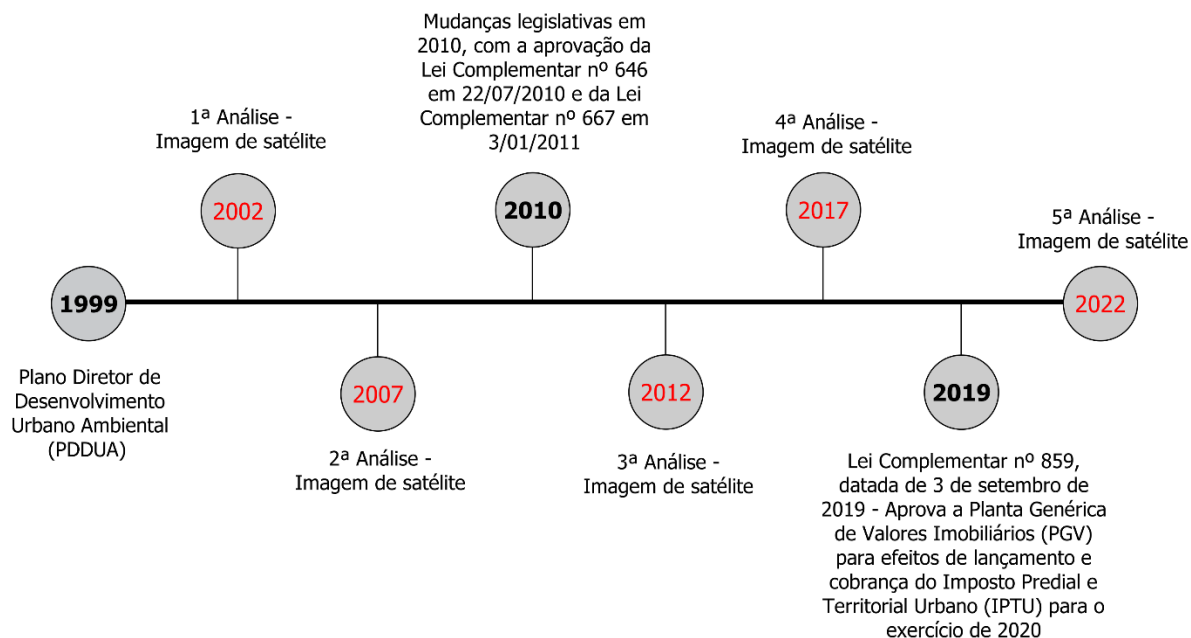 1999
Plano Diretor de
Desenvolvimento
Urbano Ambiental
(PDDUA)
1ª Análise -
Imagem de satélite
2002
2007
2ª Análise -
Imagem de satélite
Mudanças legislativas em
2010, com a aprovação da
Lei Complementar nº 646
em 22/07/2010 e da Lei
Complementar nº 667 em
3/01/2011
2010
2012
3ª Análise -
Imagem de satélite
4ª Análise -
Imagem de satélite
2017
2019
Lei Complementar nº 859,
datada de 3 de setembro de
2019 - Aprova a Planta Genérica
de Valores Imobiliários (PGV)
para efeitos de lançamento e
cobrança do Imposto Predial e
Territorial Urbano (IPTU) para o
exercício de 2020
5ª Análise -
Imagem de satélite
2022